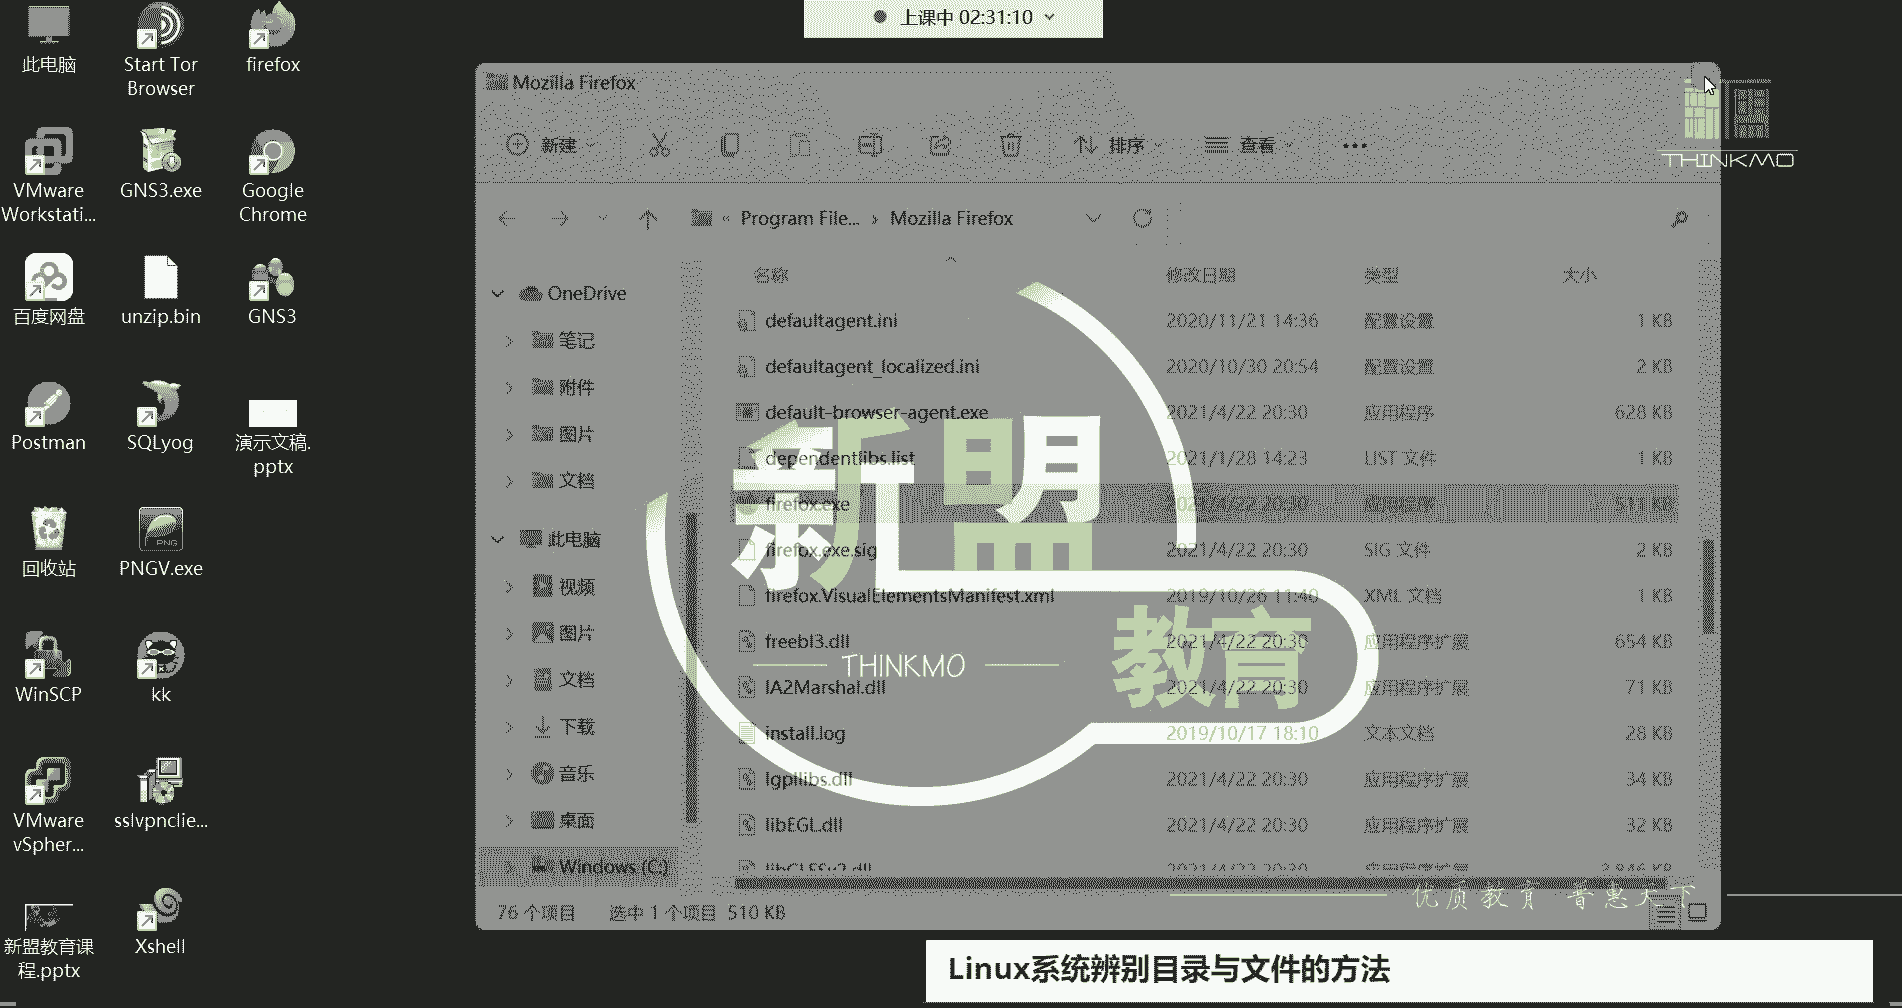 上课中 02:31:10
此电脑
Start Tor
Browser
firefox
VMware
Workstati...
GNS3.exe
Google
Chrome
百度网盘
unzip.bin
GNS3
Postman
SQLyog
演示文稿.
pptx
回收站
PNGV.exe
WinSCP
kk
VMware
vSpher...
sslvpnclie...
新盟教育课
程.pptx
Xshell
Mozilla Firefox
新建
排序
查看
THINKMO
« Program File... › Mozilla Firefox
名称 修改日期 类型 大小
OneDrive
笔记
附件
图片
文档
此电脑
视频
图片
文档
下载
音乐
桌面
Windows (C:)
defaultagent.ini 2020/11/21 14:36 配置设置 1 KB
defaultagent_localized.ini 2020/10/30 20:54 配置设置 2 KB
default-browser-agent.exe 2021/4/22 20:30 应用程序 628 KB
dependentlibs.list 2021/1/28 14:23 LIST 文件 1 KB
firefox.exe 2021/4/22 20:30 应用程序 511 KB
firefox.exe.sig 2021/4/22 20:30 SIG 文件 2 KB
firefox.VisualElementsManifest.xml 2019/10/26 11:40 XML 文档 1 KB
freebl3.dll 2021/4/22 20:30 应用程序扩展 654 KB
IA2Marshal.dll 2021/4/22 20:30 应用程序扩展 71 KB
install.log 2019/10/17 18:10 文本文档 28 KB
lgpllibs.dll 2021/4/22 20:30 应用程序扩展 34 KB
libEGL.dll 2021/4/22 20:30 应用程序扩展 32 KB
libGLESv2.dll 2021/4/22 20:30 应用程序扩展
新盟
教育
THINKMO
76 个项目 选中 1 个项目 510 KB
优质教育 普惠天下
Linux系统辨别目录与文件的方法